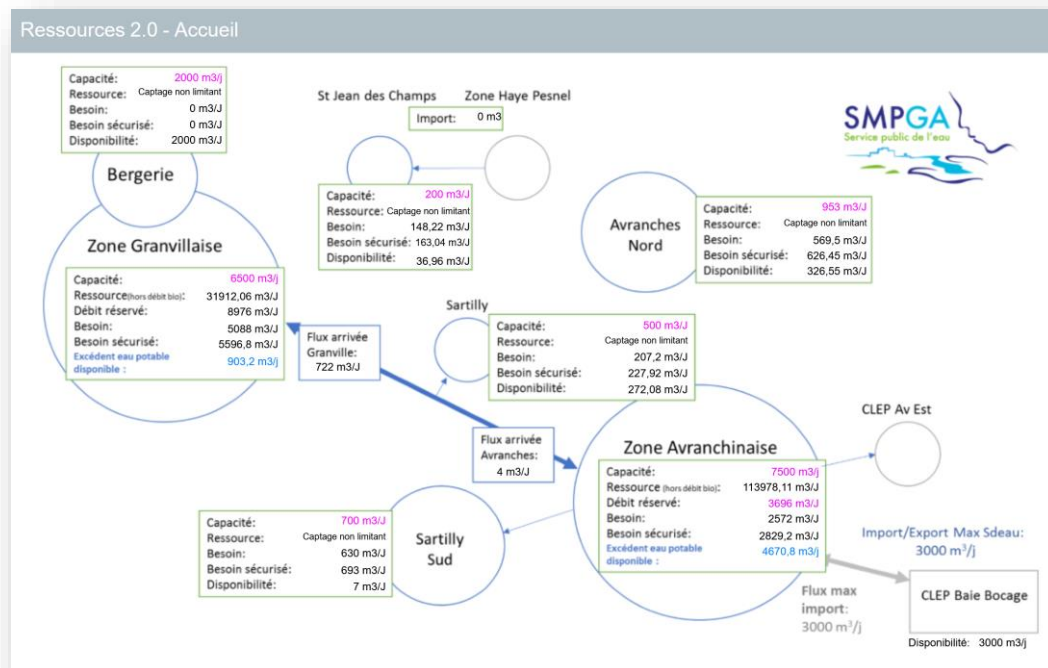 Ressources 2.0 - Accueil
Capacité: 2000 m3/j
Ressource: Captage non limitant
Besoin: 0 m3/J
Besoin sécurisé: 0 m3/J
Disponibilité: 2000 m3/J
Bergerie
St Jean des Champs
Zone Haye Pesnel
Import: 0 m3
Capacité: 200 m3/J
Ressource: Captage non limitant
Besoin: 148,22 m3/J
Besoin sécurisé: 163,04 m3/J
Disponibilité: 36,96 m3/J
SMPGA
Service public de l'eau
Avranches
Nord
Capacité: 953 m3/J
Ressource: Captage non limitant
Besoin: 569,5 m3/J
Besoin sécurisé: 626,45 m3/J
Disponibilité: 326,55 m3/J
Zone Granvillaise
Capacité: 6500 m3/j
Ressource(hors débit bio): 31912,06 m3/J
Débit réservé: 8976 m3/J
Besoin: 5088 m3/J
Besoin sécurisé: 5596,8 m3/J
Excédent eau potable 903,2 m3/j
disponible :
Flux arrivée
Granville:
722 m3/J
Sartilly
Capacité: 500 m3/J
Ressource: Captage non limitant
Besoin: 207,2 m3/J
Besoin sécurisé: 227,92 m3/J
Disponibilité: 272,08 m3/J
Flux arrivée
Avranches:
4 m3/J
Zone Avranchinaise
Capacité: 7500 m3/j
Ressource (hors débit bio): 113978,11 m3/J
Débit réservé: 3696 m3/j
Besoin: 2572 m3/J
Besoin sécurisé: 2829,2 m3/J
Excédent eau potable 4670,8 m3/j
disponible :
CLEP Av Est
Capacité: 700 m3/J
Ressource: Captage non limitant
Besoin: 630 m3/J
Besoin sécurisé: 693 m3/J
Disponibilité: 7 m3/J
Sartilly
Sud
Import/Export Max Sdeau:
3000 m³/j
Flux max
import:
3000 m³/j
CLEP Baie Bocage
Disponibilité: 3000 m3/j